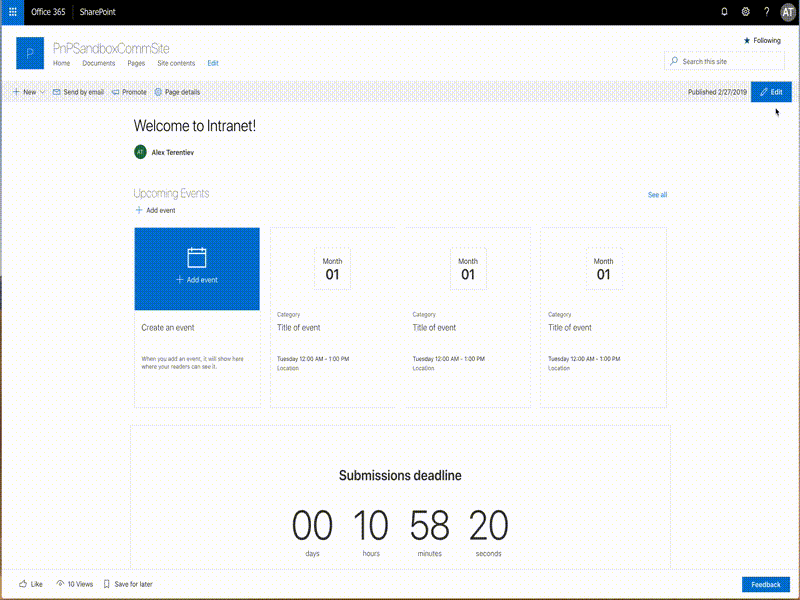 Office 365 SharePoint ? AT
Following
P PnPSandboxCommSite
Home Documents Pages Site contents Edit
Search this site
New Send by email Promote Page details Published 2/27/2019 Edit
Welcome to Intranet!
AT Alex Terentiev
Upcoming Events See all
+ Add event
+ Add event
Create an event
When you add an event, it will show here
where your readers can see it.
Month
01
Category
Title of event
Tuesday 12:00 AM - 1:00 PM
Location
Month
01
Category
Title of event
Tuesday 12:00 AM - 1:00 PM
Location
Month
01
Category
Title of event
Tuesday 12:00 AM - 1:00 PM
Location
Submissions deadline
00 10 58 20
days hours minutes seconds
Like 10 Views Save for later Feedback